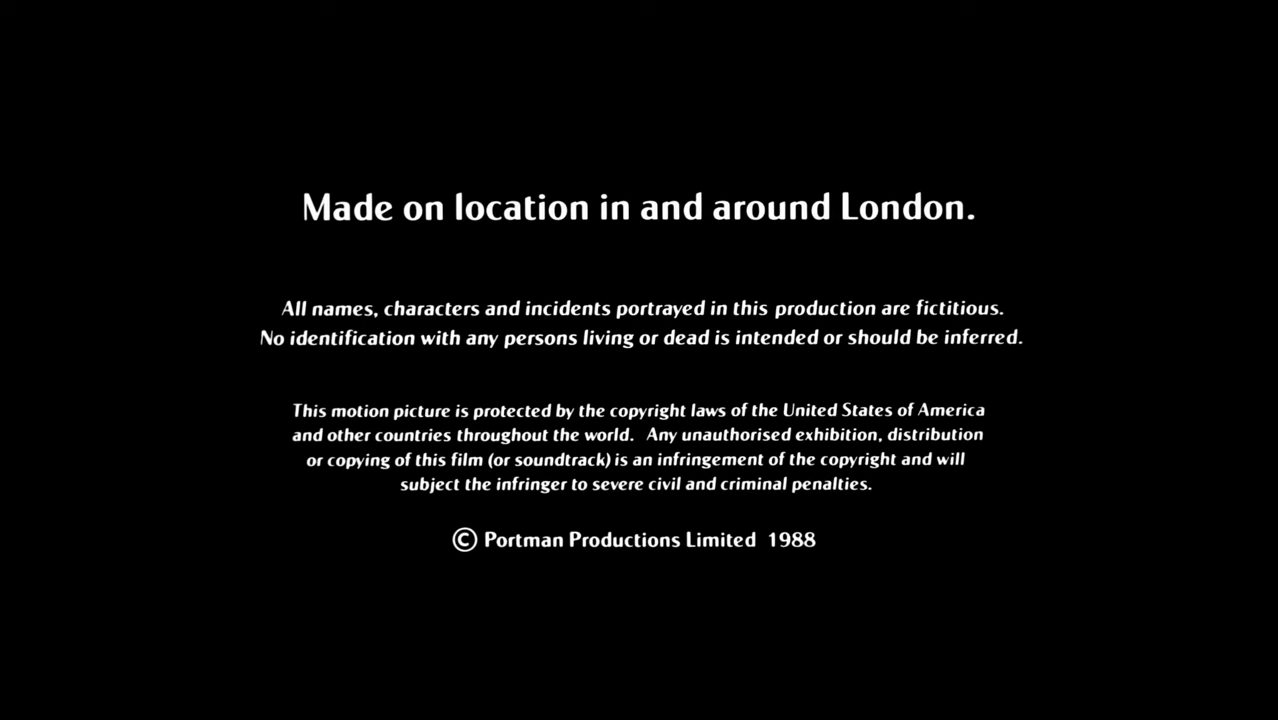 Made on location in and around London.
All names, characters and incidents portrayed in this production are fictitious.
No identification with any persons living or dead is intended or should be inferred.
This motion picture is protected by the copyright laws of the United States of America
and other countries throughout the world. Any unauthorised exhibition, distribution
or copying of this film (or soundtrack) is an infringement of the copyright and will
subject the infringer to severe civil and criminal penalties.
© Portman Productions Limited 1988